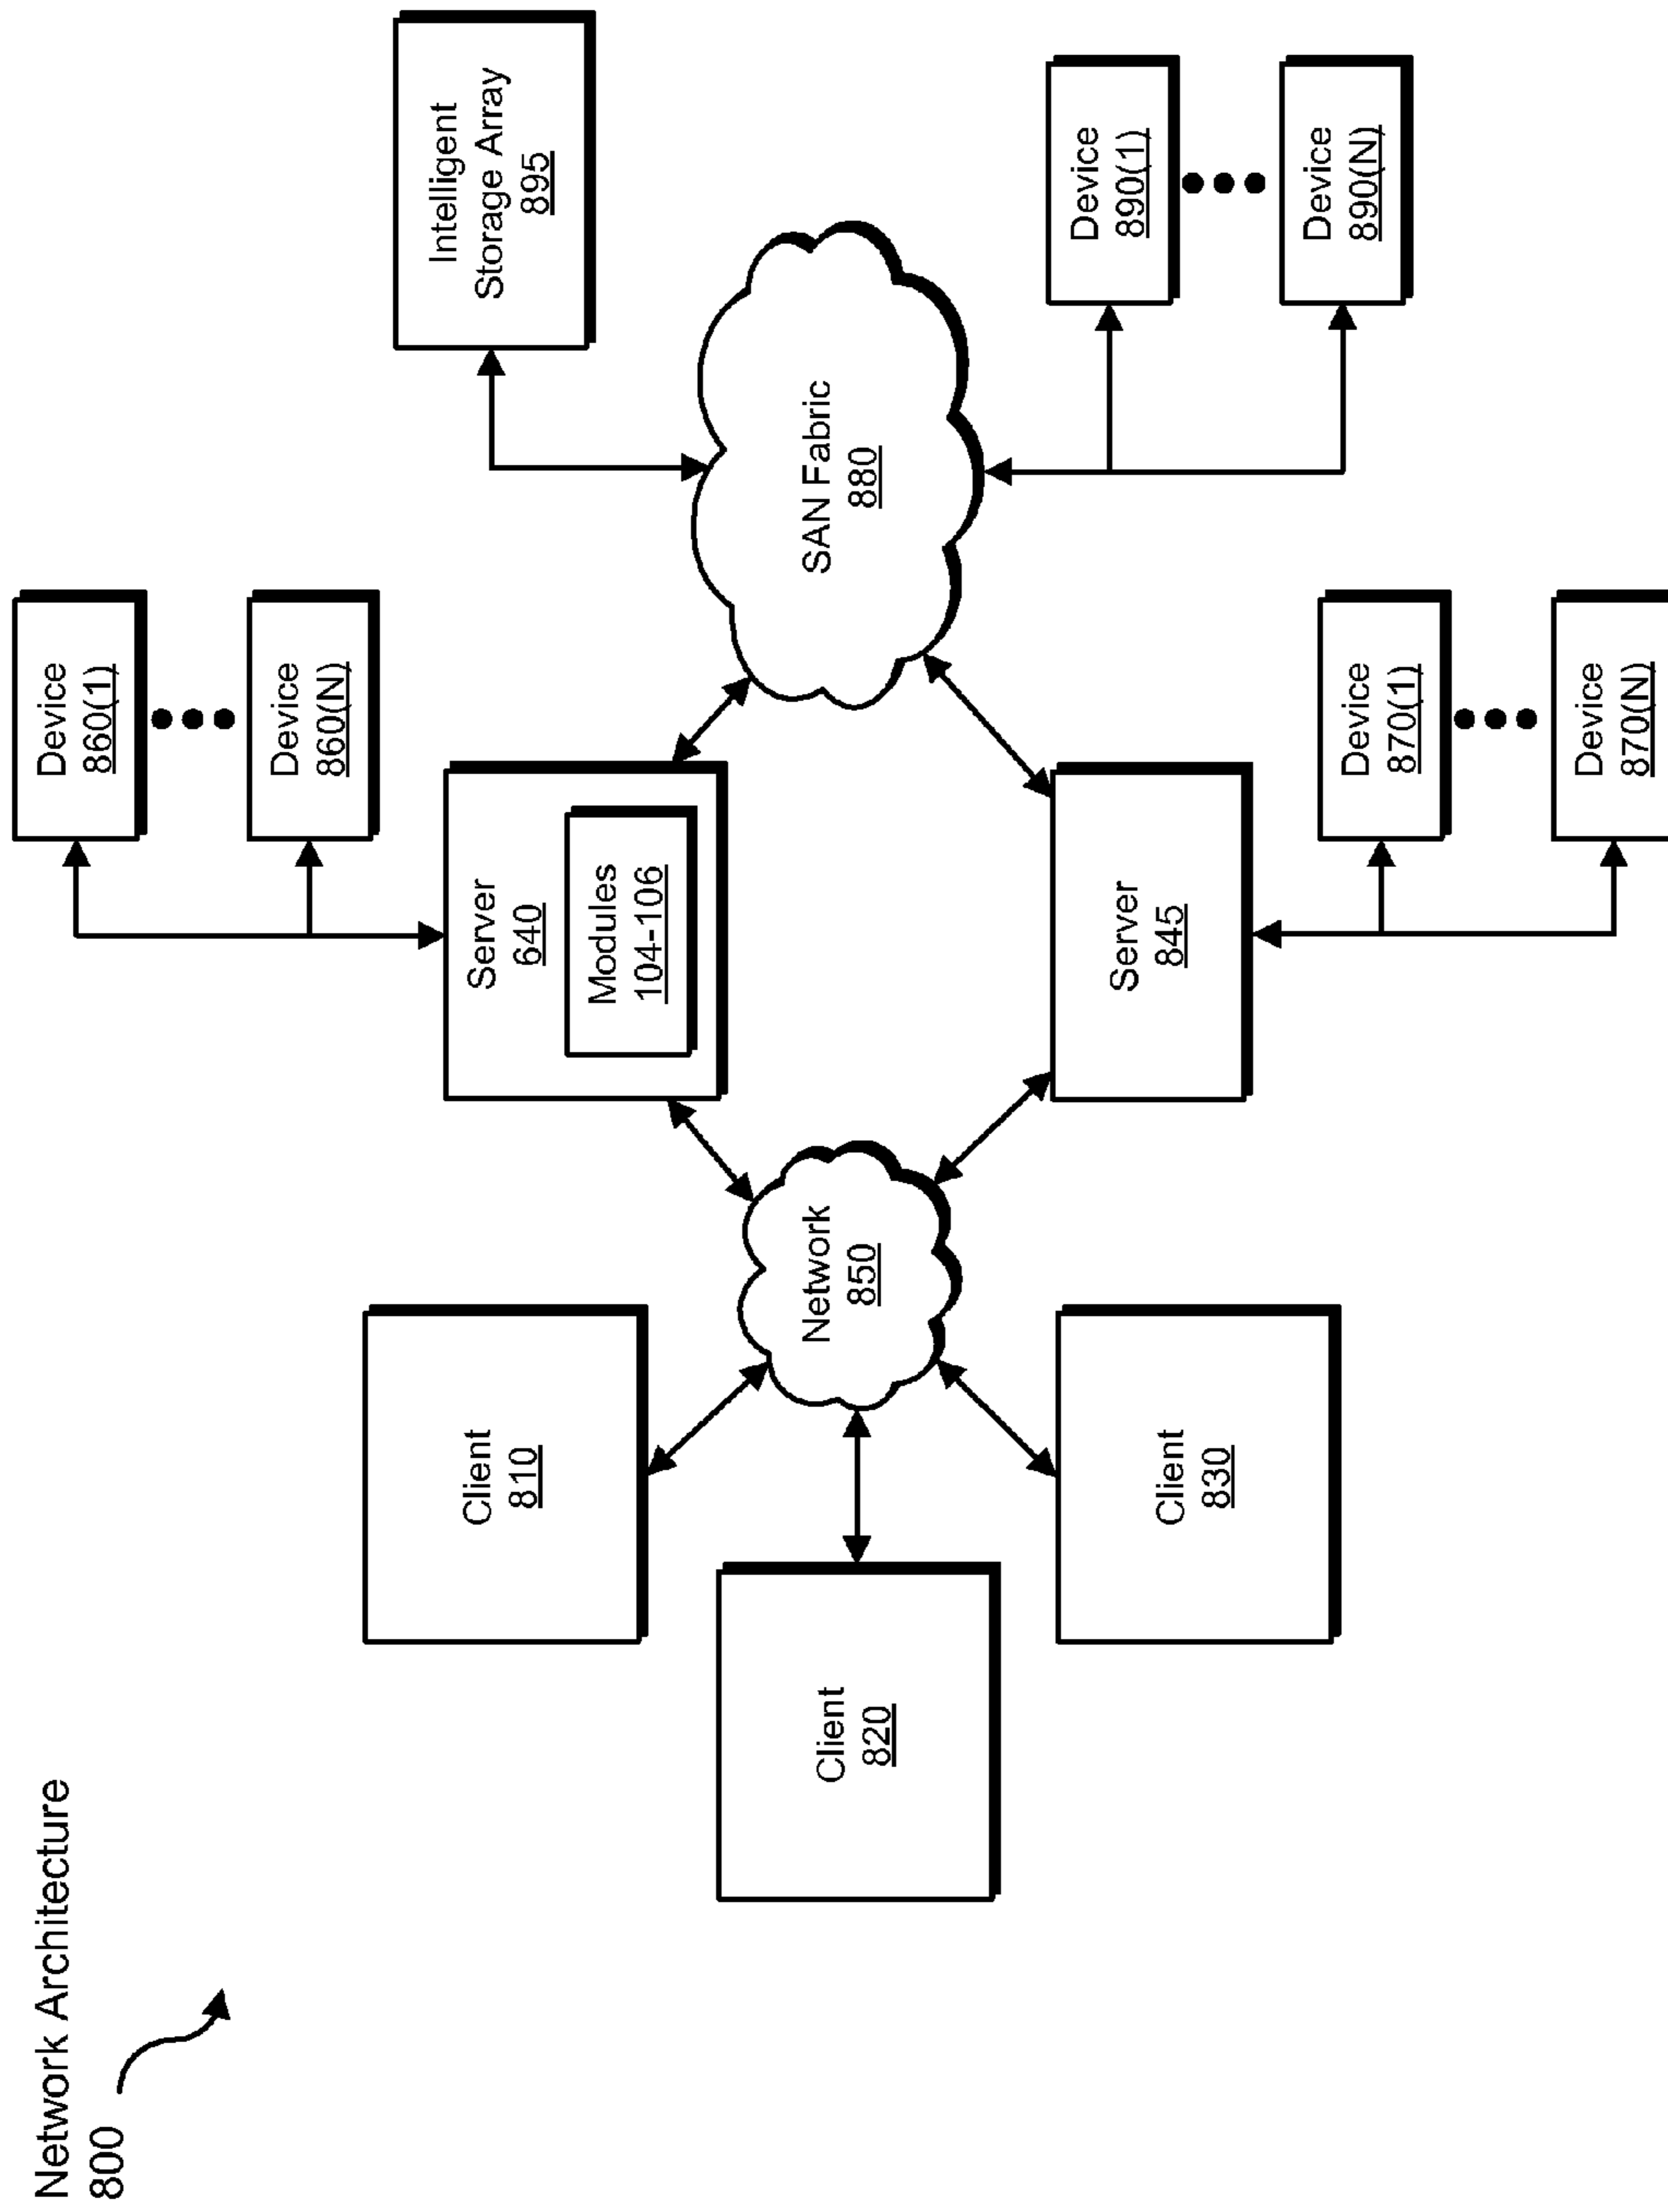 Network Architecture
800
Device
860(1)
Device
860(N)
Client
810
Server
640
Modules
104-106
Intelligent
Storage Array
895
Client
820
Network
850
SAN Fabric
880
Client
830
Server
845
Device
890(1)
Device
890(N)
Device
870(1)
Device
870(N)